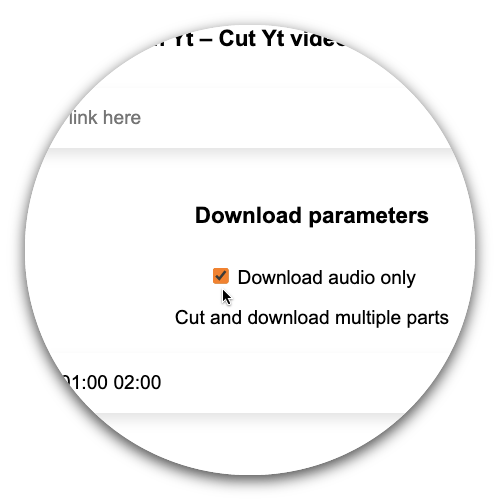 Yt – Cut Yt video
link here
Download parameters
Download audio only
Cut and download multiple parts
01:00 02:00